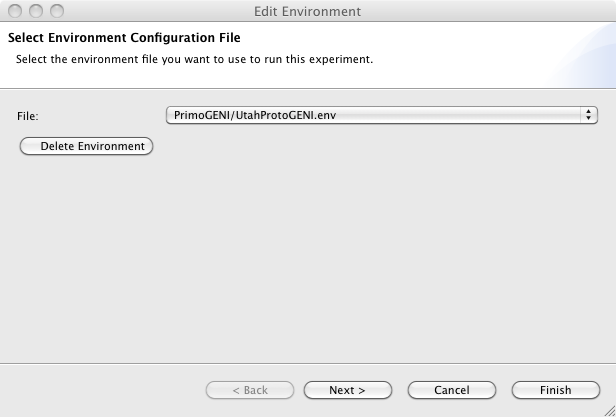 Edit Environment
Select Environment Configuration File
Select the environment file you want to use to run this experiment.
File: PrimoGENI/UtahProtoGENI.env
Delete Environment
< Back Next > Cancel Finish